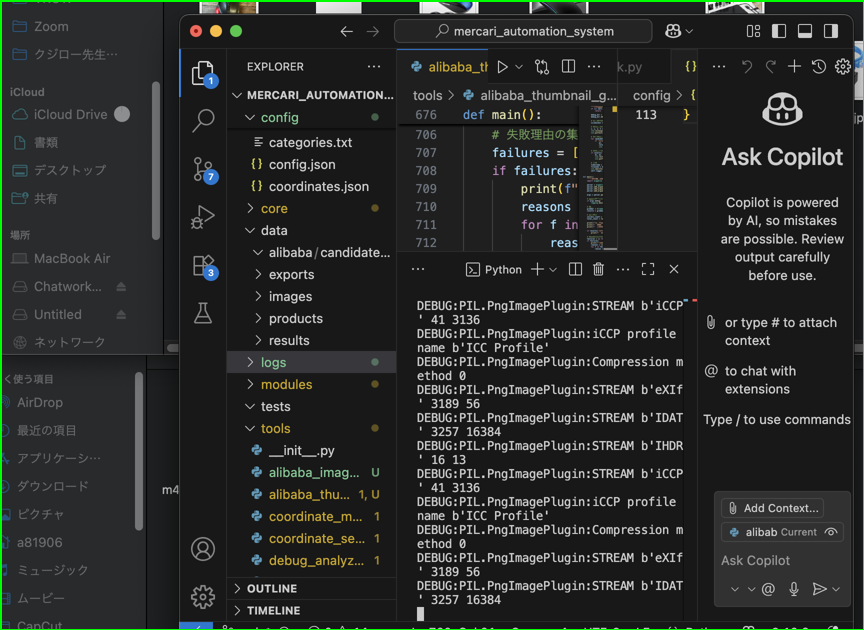 Zoom
クジロー先生…
iCloud
iCloud Drive
書類
デスクトップ
共有
場所
MacBook Air
Chatwork...
Untitled
ネットワーク
く使う項目
AirDrop
最近の項目
アプリケーシ…
ダウンロード
ピクチャ
a81906
ミュージック
ムービー
CapCut
m4
mercari_automation_system
1
7
3
EXPLORER
MERCARI_AUTOMATION...
config
categories.txt
{} config.json
{} coordinates.json
core
data
alibaba/candidate...
exports
images
products
results
logs
modules
tests
tools
__init__.py
alibaba_imag... U
alibaba_thu... 1, U
coordinate_m... 1
coordinate_se... 1
debug_analyz... 1
OUTLINE
TIMELINE
alibaba_th
k.py
{}
tools > alibaba_thumbnail_g...
config > {
676 def main():
706 # 失敗理由の集
707 failures = [
708 if failures:
709 print(f"
710 reasons
711 for f in
712 reas
113 }
Python
DEBUG:PIL.PngImagePlugin:STREAM b'iCCP
' 41 3136
DEBUG:PIL.PngImagePlugin:iCCP profile
name b'ICC Profile'
DEBUG:PIL.PngImagePlugin:Compression m
ethod 0
DEBUG:PIL.PngImagePlugin:STREAM b'eXIf
' 3189 56
DEBUG:PIL.PngImagePlugin:STREAM b'IDAT
' 3257 16384
DEBUG:PIL.PngImagePlugin:STREAM b'IHDR
' 16 13
DEBUG:PIL.PngImagePlugin:STREAM b'iCCP
' 41 3136
DEBUG:PIL.PngImagePlugin:iCCP profile
name b'ICC Profile'
DEBUG:PIL.PngImagePlugin:Compression m
ethod 0
DEBUG:PIL.PngImagePlugin:STREAM b'eXIf
' 3189 56
DEBUG:PIL.PngImagePlugin:STREAM b'IDAT
' 3257 16384
Ask Copilot
Copilot is powered
by AI, so mistakes
are possible. Review
output carefully
before use.
or type # to attach
context
@ to chat with
extensions
Type / to use commands
Add Context...
alibab Current
Ask Copilot
@